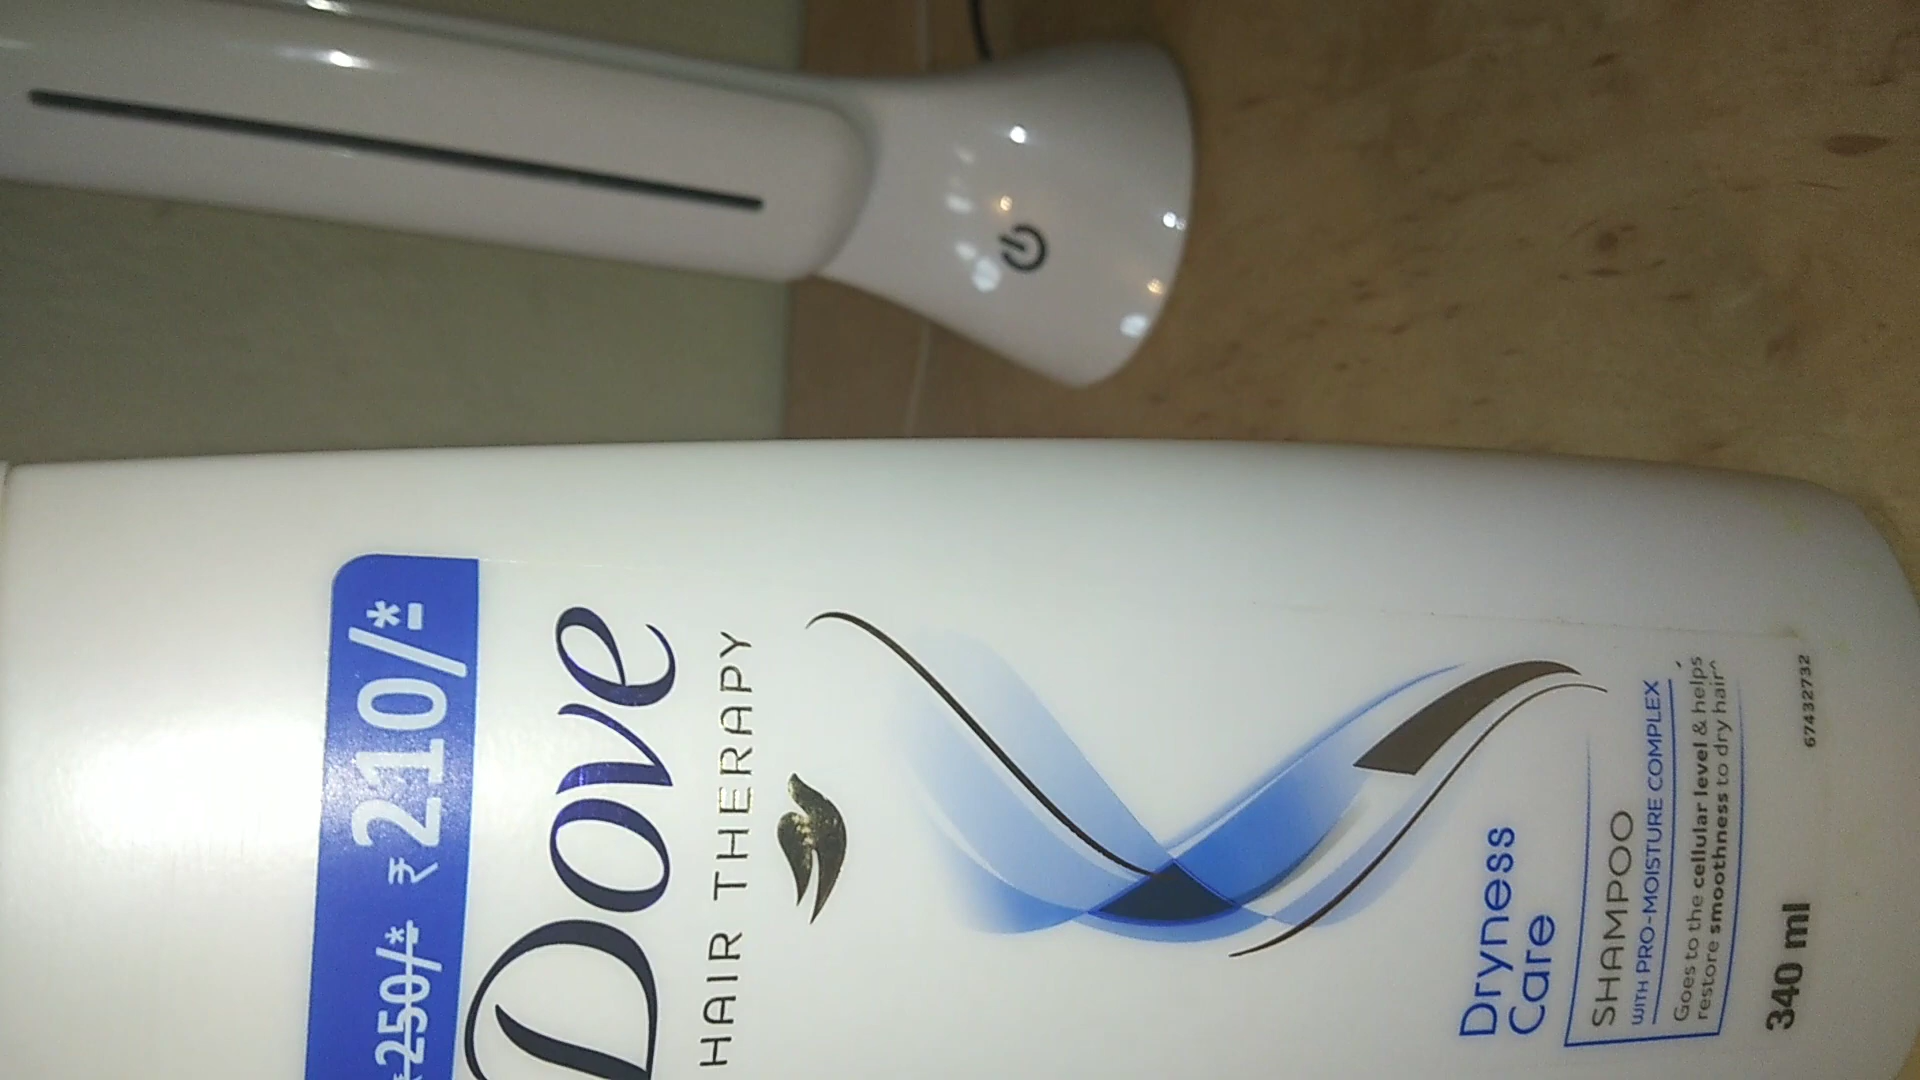 ₹250/-* ₹210/-*
Dove
HAIR THERAPY
Dryness
Care
SHAMPOO
WITH PRO-MOISTURE COMPLEX
Goes to the cellular level & helps
restore smoothness to dry hair^^
340 ml 67432732